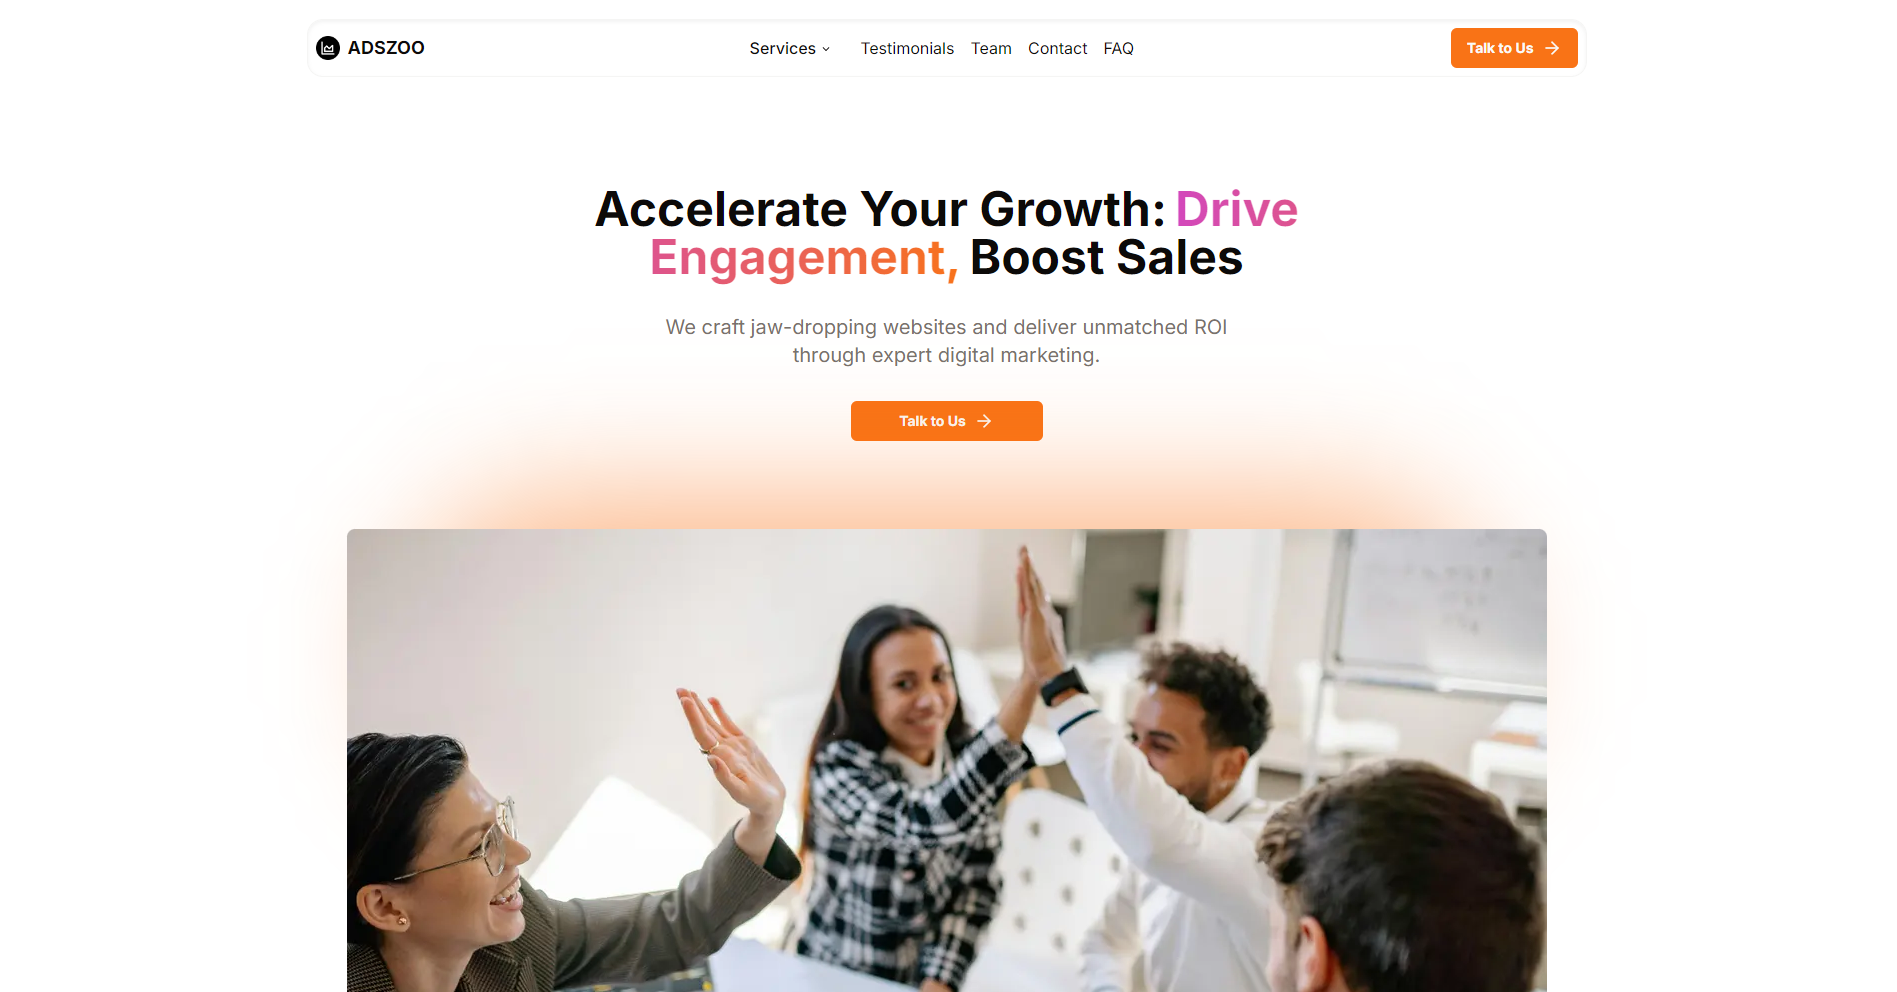 ADSZOO
Services
Testimonials
Team
Contact
FAQ
Talk to Us
Accelerate Your Growth: Drive
Engagement, Boost Sales
We craft jaw-dropping websites and deliver unmatched ROI
through expert digital marketing.
Talk to Us